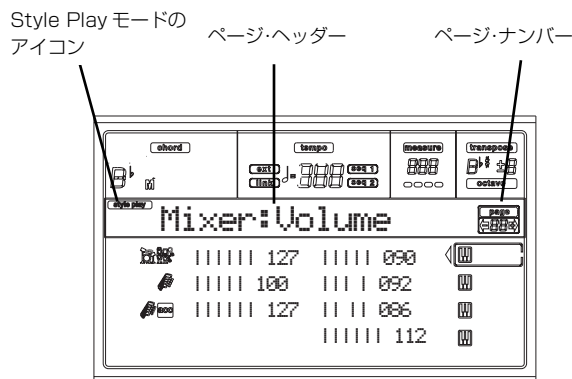 Style Play モードの
アイコン
ページ・ヘッダー
ページ・ナンバー
chord
tempo
measure
transpose
ext
seq 1
link
seq 2
octave
style play
Mixer:Volume
page
127 090
100 092
acc 127 086
112